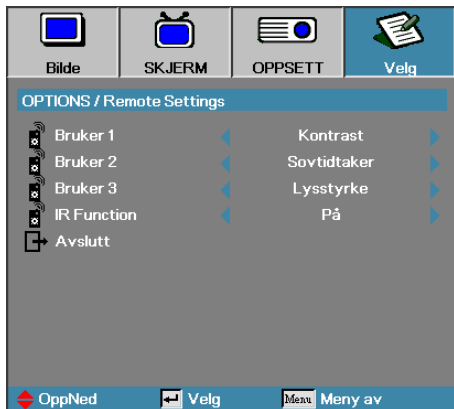 Bilde SKJERM OPPSETT Velg
OPTIONS / Remote Settings
Bruker 1 Kontrast
Bruker 2 Sovtidtaker
Bruker 3 Lysstyrke
IR Function På
Avslutt
OppNed Velg Menu Meny av